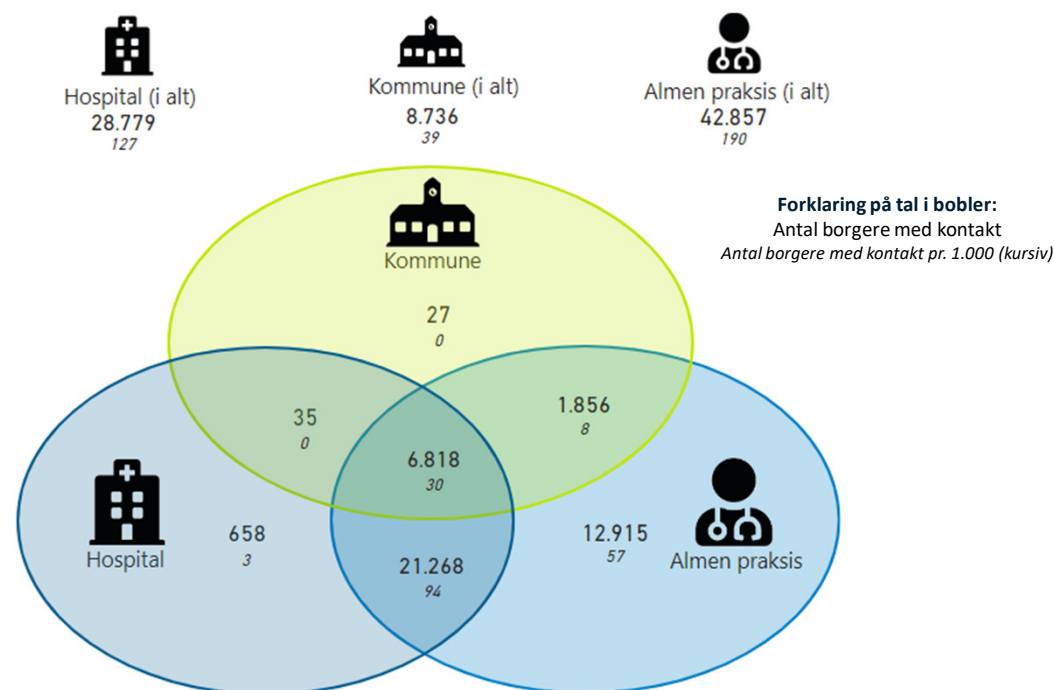 Hospital (i alt)
28.779
127
Kommune (i alt)
8.736
39
Almen praksis (i alt)
42.857
190
Forklaring på tal i bobler:
Antal borgere med kontakt
Antal borgere med kontakt pr. 1.000 (kursiv)
Kommune
27
0
35
0
1.856
8
6.818
30
Hospital
658
3
21.268
94
12.915
57
Almen praksis